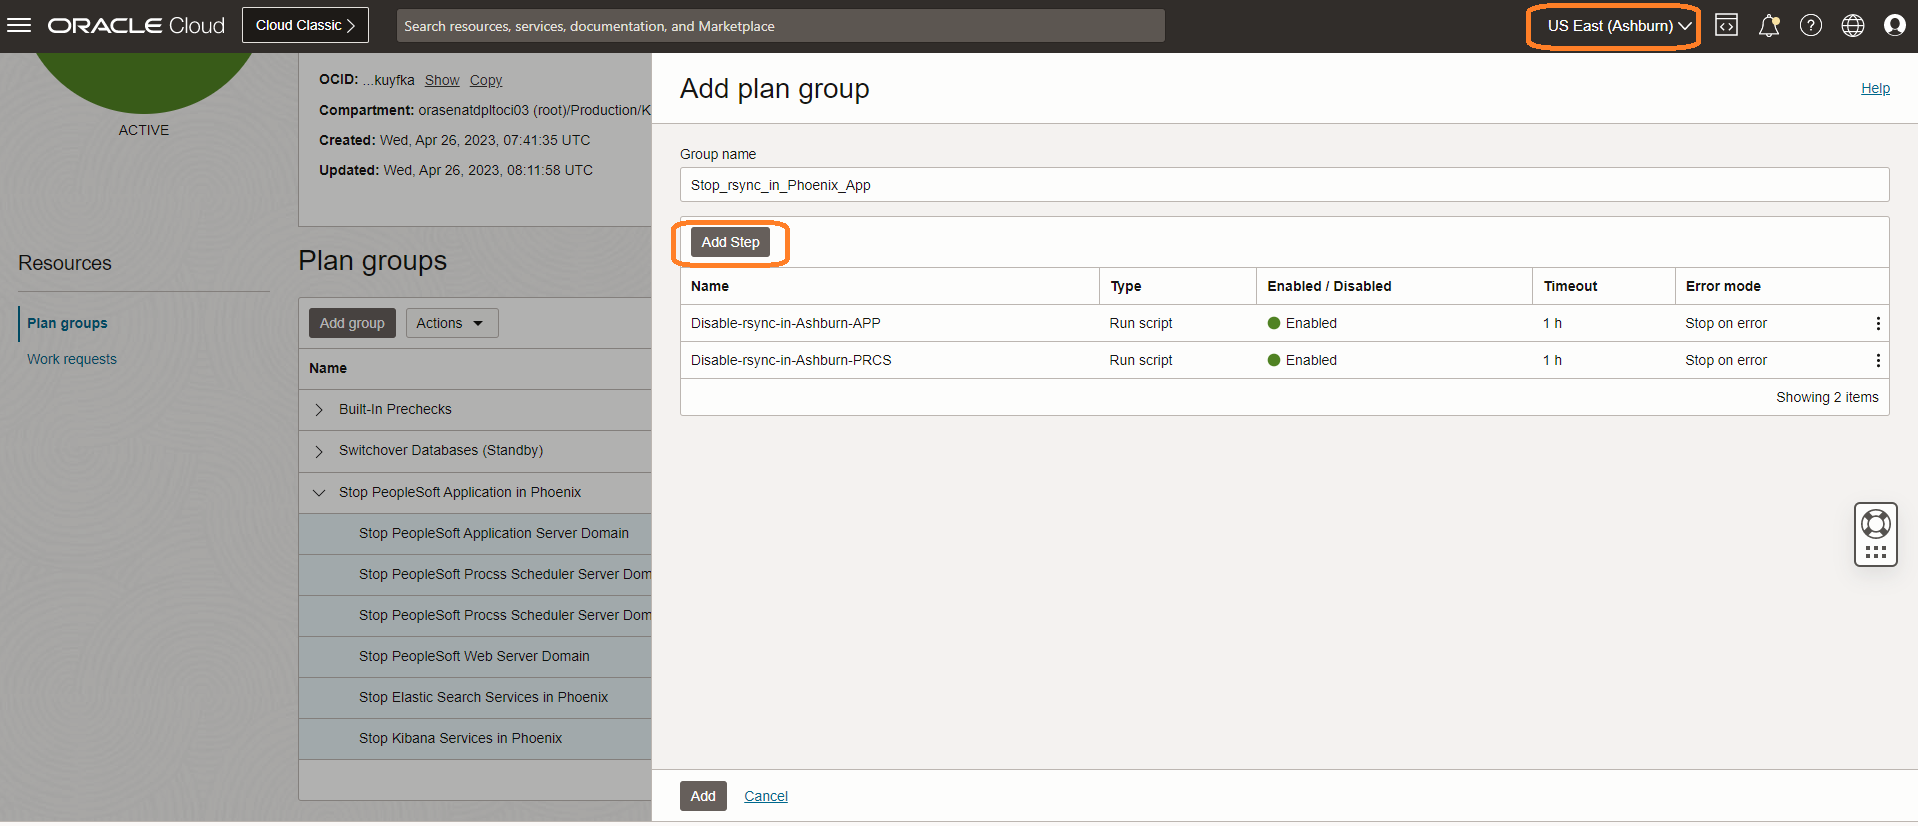 ORACLE Cloud
Cloud Classic
Search resources, services, documentation, and Marketplace
US East (Ashburn)
ACTIVE
OCID: ...kuyfka Show Copy
Compartment: orasenatdpltoci03 (root)/Production/K
Created: Wed, Apr 26, 2023, 07:41:35 UTC
Updated: Wed, Apr 26, 2023, 08:11:58 UTC
Resources
Plan groups
Work requests
Plan groups
Add group
Actions
Name
Built-In Prechecks
Switchover Databases (Standby)
Stop PeopleSoft Application in Phoenix
Stop PeopleSoft Application Server Domain
Stop PeopleSoft Procss Scheduler Server Dom
Stop PeopleSoft Procss Scheduler Server Dom
Stop PeopleSoft Web Server Domain
Stop Elastic Search Services in Phoenix
Stop Kibana Services in Phoenix
Add plan group
Help
Group name
Stop_rsync_in_Phoenix_App
Add Step
Name Type Enabled / Disabled Timeout Error mode
Disable-rsync-in-Ashburn-APP Run script Enabled 1 h Stop on error
Disable-rsync-in-Ashburn-PRCS Run script Enabled 1 h Stop on error
Showing 2 items
Add
Cancel